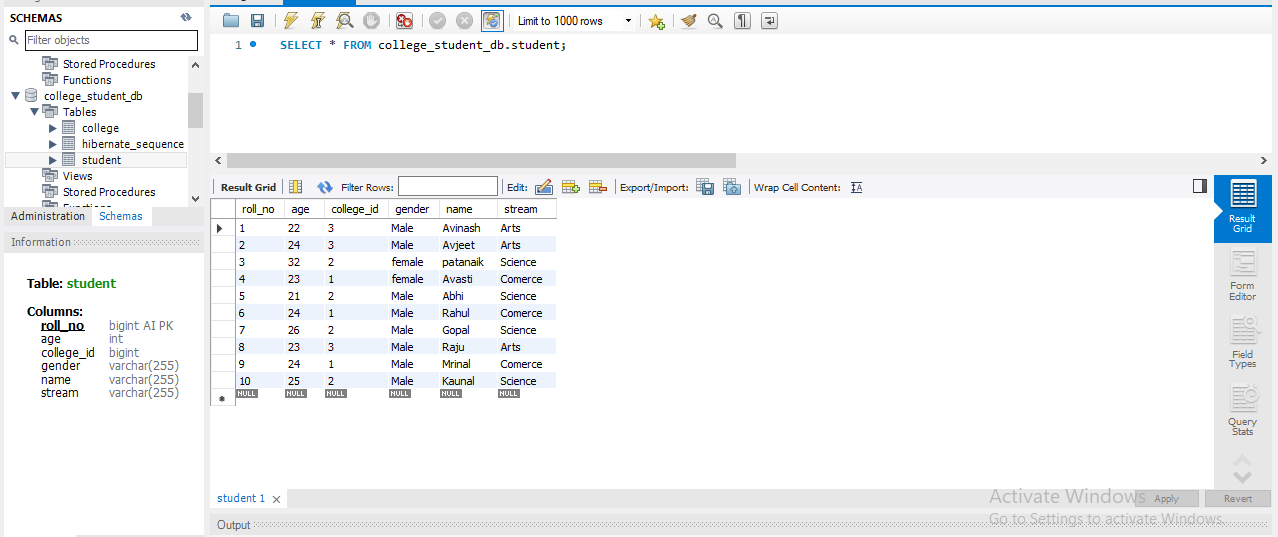 SCHEMAS
Filter objects
Stored Procedures
Functions
college_student_db
Tables
college
hibernate_sequence
student
Views
Stored Procedures
Functions
Administration Schemas
Information
Table: student
Columns:
roll_no bigint AI PK
age int
college_id bigint
gender varchar(255)
name varchar(255)
stream varchar(255)
Limit to 1000 rows
1 SELECT * FROM college_student_db.student;
Result Grid Filter Rows: Edit: Export/Import: Wrap Cell Content: IA
roll_no age college_id gender name stream
1 22 3 Male Avinash Arts
2 24 3 Male Avjeet Arts
3 32 2 female patanaik Science
4 23 1 female Avasti Comerce
5 21 2 Male Abhi Science
6 24 1 Male Rahul Comerce
7 26 2 Male Gopal Science
8 23 3 Male Raju Arts
9 24 1 Male Mrinal Comerce
10 25 2 Male Kaunal Science
NULL NULL NULL NULL NULL NULL
Result
Grid
Form
Editor
Field
Types
Query
Stats
student 1
Activate Windows
Apply Revert
Output
Go to Settings to activate Windows.